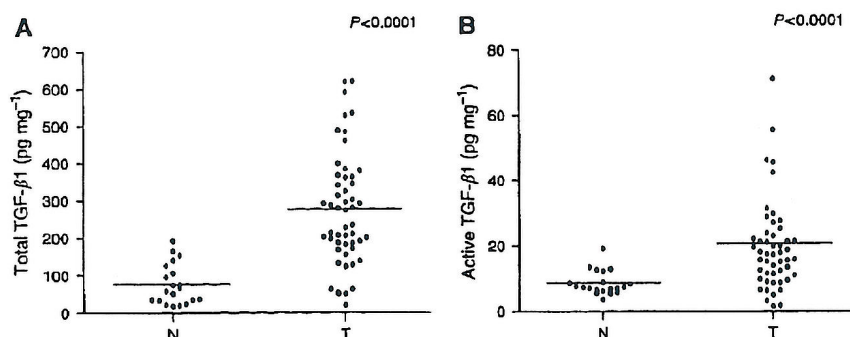 A
P<0.0001
Total TGF-β1 (pg mg⁻¹)
700
600
500
400
300
200
100
0
N
T
B
P<0.0001
Active TGF-β1 (pg mg⁻¹)
80
60
40
20
0
N
T